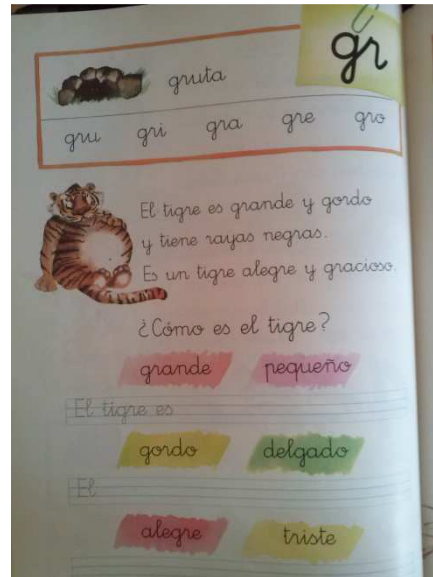 gr
gruta
gru gri gra gre gro
El tigre es grande y gordo
y tiene rayas negras.
Es un tigre alegre y gracioso.
¿Cómo es el tigre?
grande pequeño
El tigre es
gordo delgado
El
alegre triste